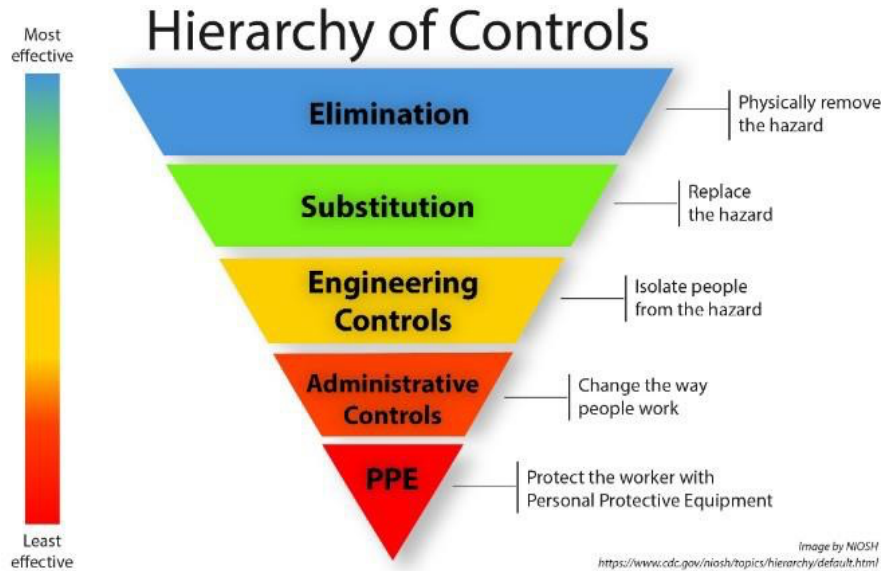 Hierarchy of Controls
Most
effective
Elimination
Physically remove
the hazard
Substitution
Replace
the hazard
Engineering
Controls
Isolate people
from the hazard
Administrative
Controls
Change the way
people work
PPE
Protect the worker with
Personal Protective Equipment
Least
effective
Image by NIOSH
https://www.cdc.gov/niosh/topics/hierarchy/default.html